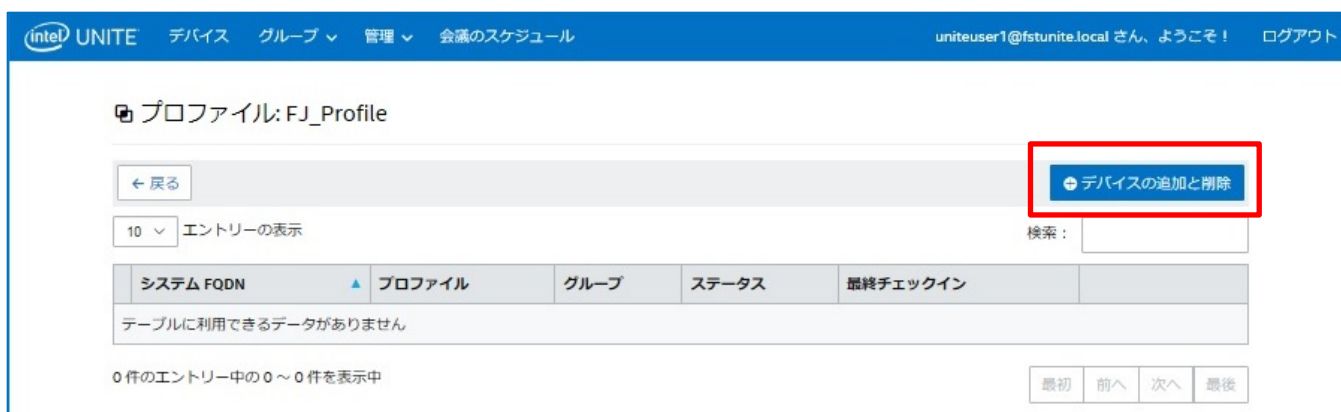 intel UNITE デバイス グループ 管理 会議のスケジュール uniteuser1@fstunite.local さん、ようこそ！ ログアウト
プロファイル: FJ_Profile
戻る デバイスの追加と削除
10 エントリーの表示 検索：
システム FQDN プロファイル グループ ステータス 最終チェックイン
テーブルに利用できるデータがありません
0 件のエントリー中の 0 ～ 0 件を表示中
最初 前へ 次へ 最後